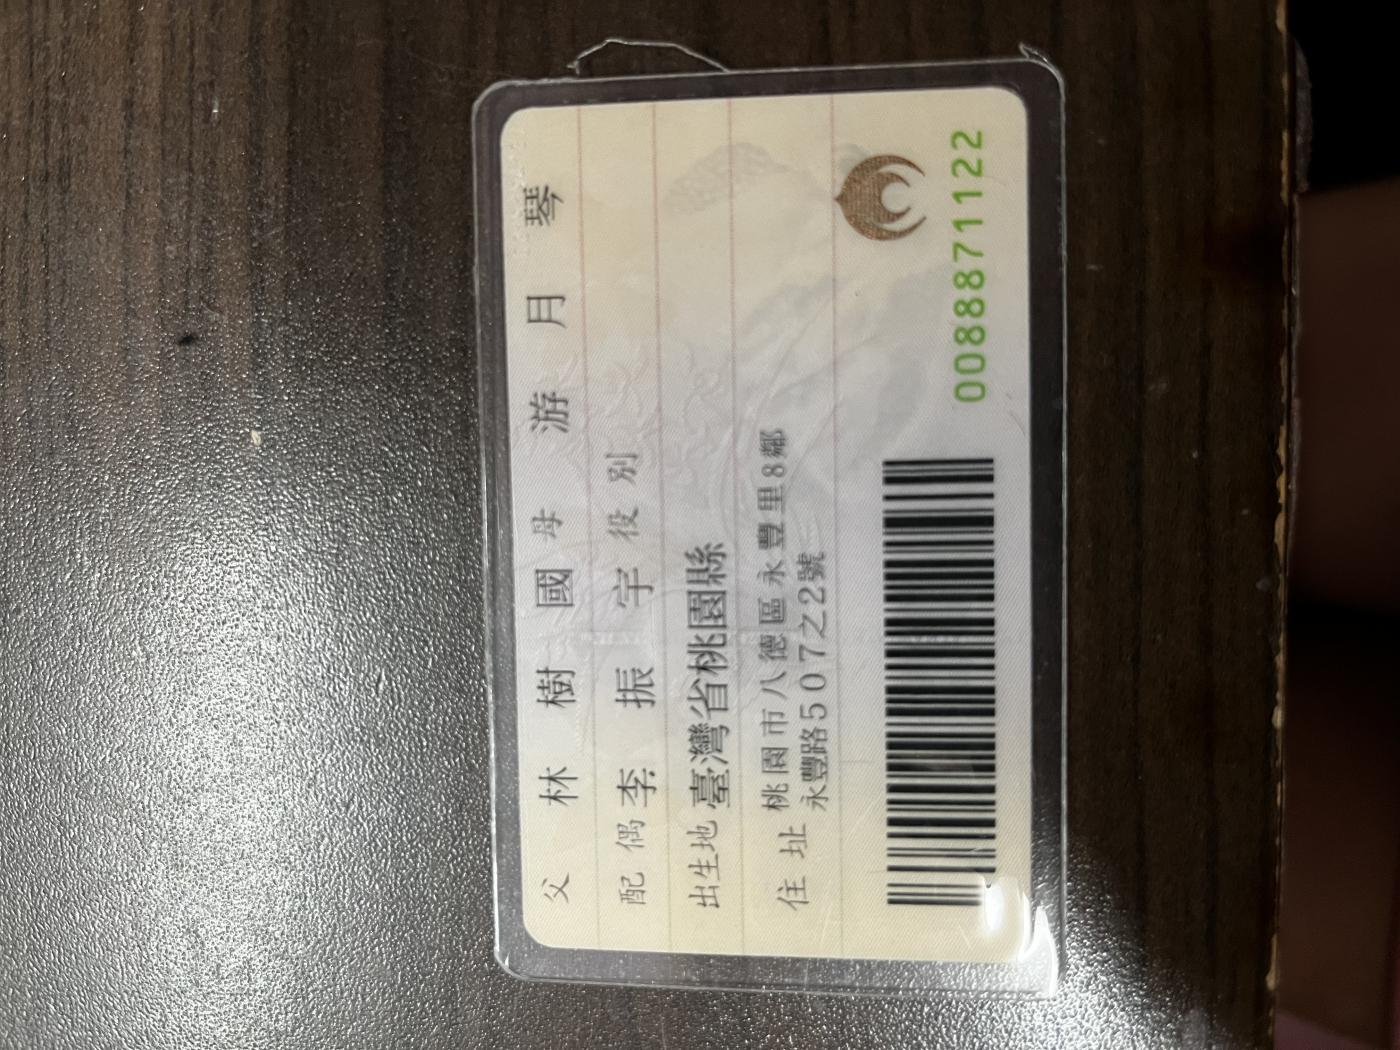 父 林樹國 母 游月琴
配偶 李振宇 役別
出生地 臺灣省桃園縣
住址 桃園市八德區永豐里8鄰
永豐路507之2號
0088871122